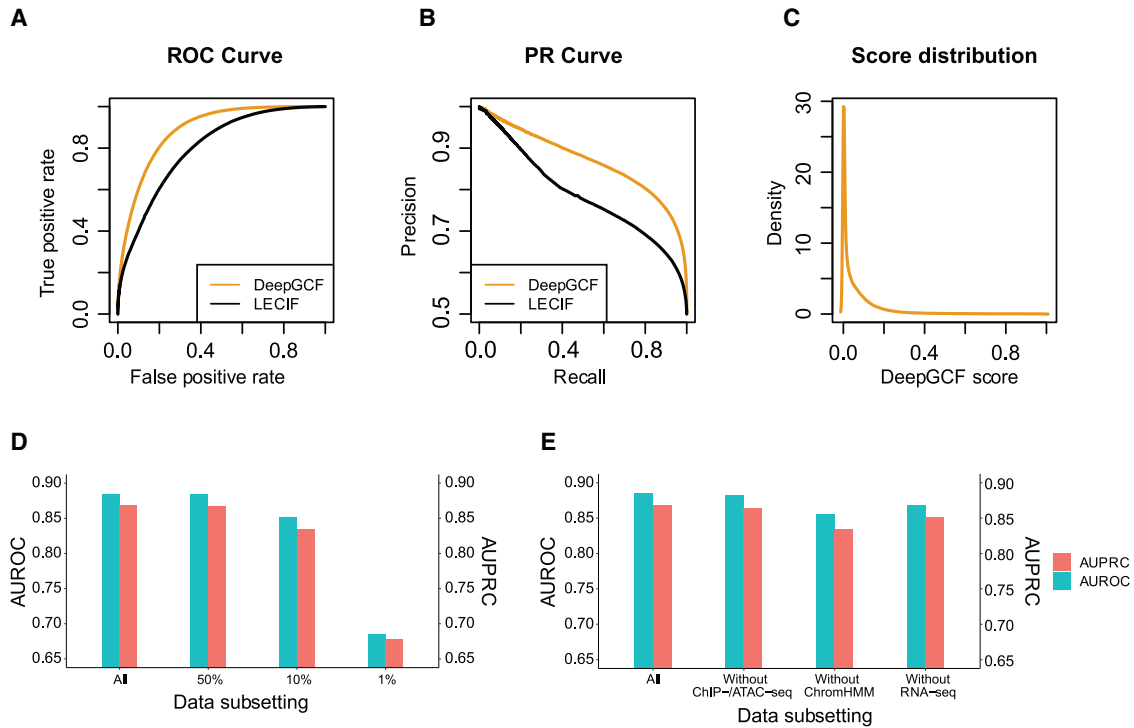 A
ROC Curve
True positive rate
0.8
0.4
0.0
DeepGCF
LECIF
0.0
0.4
0.8
False positive rate
B
PR Curve
Precision
0.9
0.7
0.5
DeepGCF
LECIF
0.0
0.4
0.8
Recall
C
Score distribution
Density
30
20
10
0
0.0
0.4
0.8
DeepGCF score
D
AUROC
0.90
0.85
0.80
0.75
0.70
0.65
All
50%
10%
1%
Data subsetting
0.90
0.85
0.80
0.75
0.70
0.65
AUPRC
E
AUROC
0.90
0.85
0.80
0.75
0.70
0.65
All
Without
ChIP-/ATAC-seq
Without
ChromHMM
Without
RNA-seq
Data subsetting
0.90
0.85
0.80
0.75
0.70
0.65
AUPRC
AUPRC
AUROC